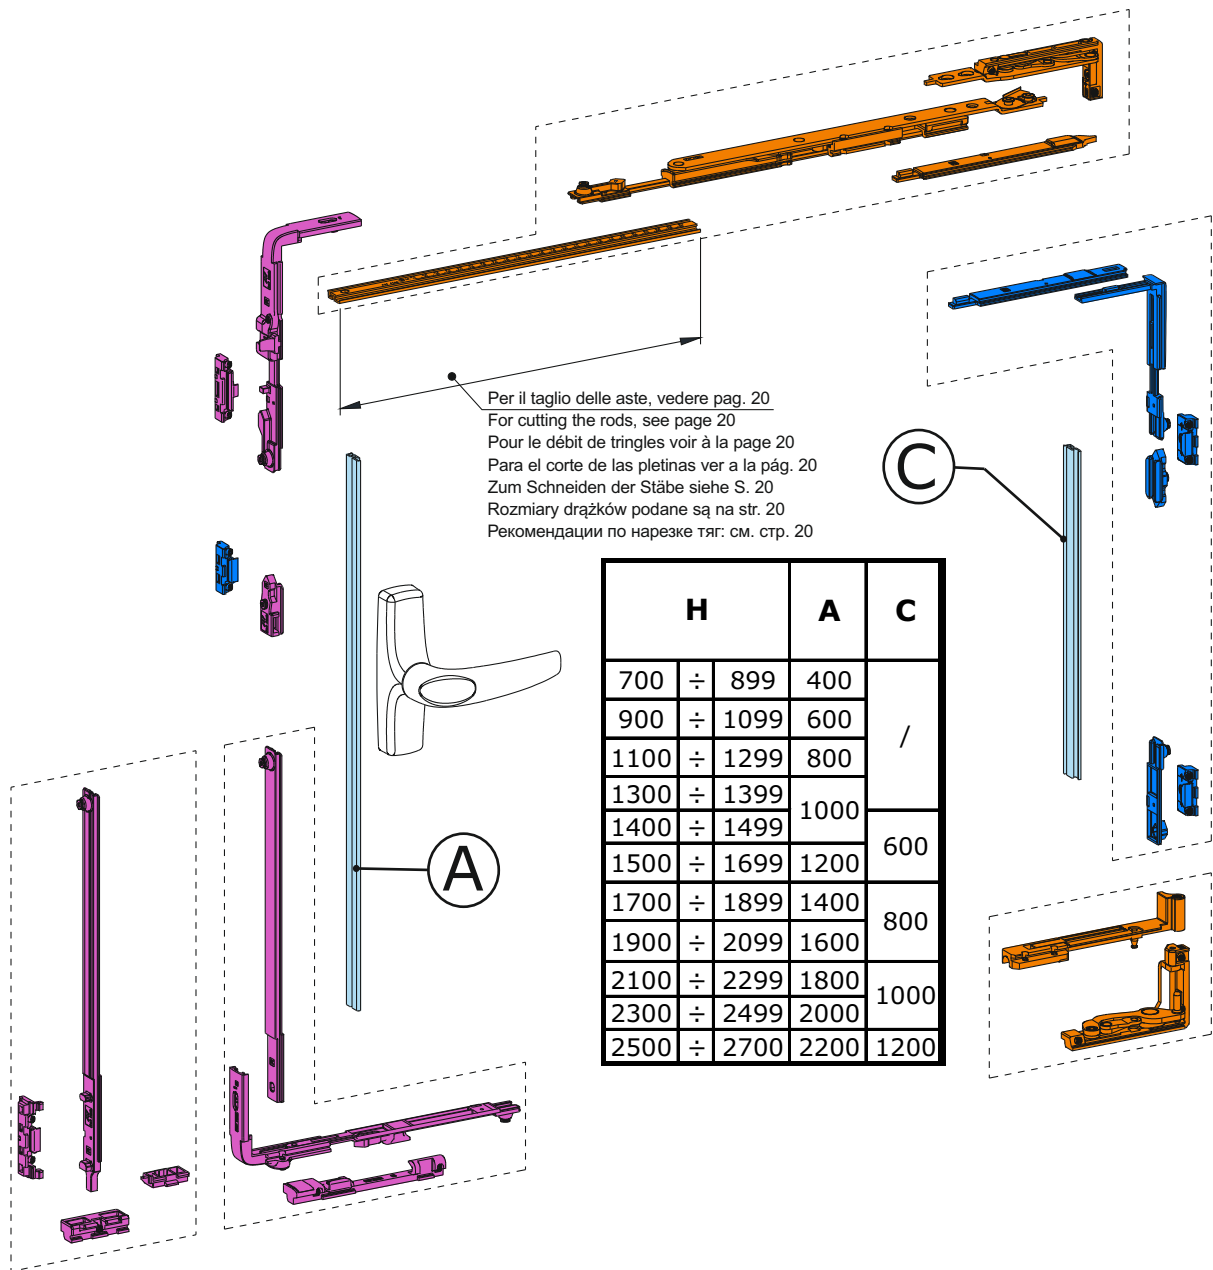 Per il taglio delle aste, vedere pag. 20
For cutting the rods, see page 20
Pour le débit de tringles voir à la page 20
Para el corte de las pletinas ver a la pág. 20
Zum Schneiden der Stäbe siehe S. 20
Rozmiary drążków podane są na str. 20
Рекомендации по нарезке тяг: см. стр. 20
C
A
H A C
700 ÷ 899 400 /
900 ÷ 1099 600
1100 ÷ 1299 800
1300 ÷ 1399 1000
1400 ÷ 1499 600
1500 ÷ 1699 1200
1700 ÷ 1899 1400 800
1900 ÷ 2099 1600
2100 ÷ 2299 1800 1000
2300 ÷ 2499 2000
2500 ÷ 2700 2200 1200